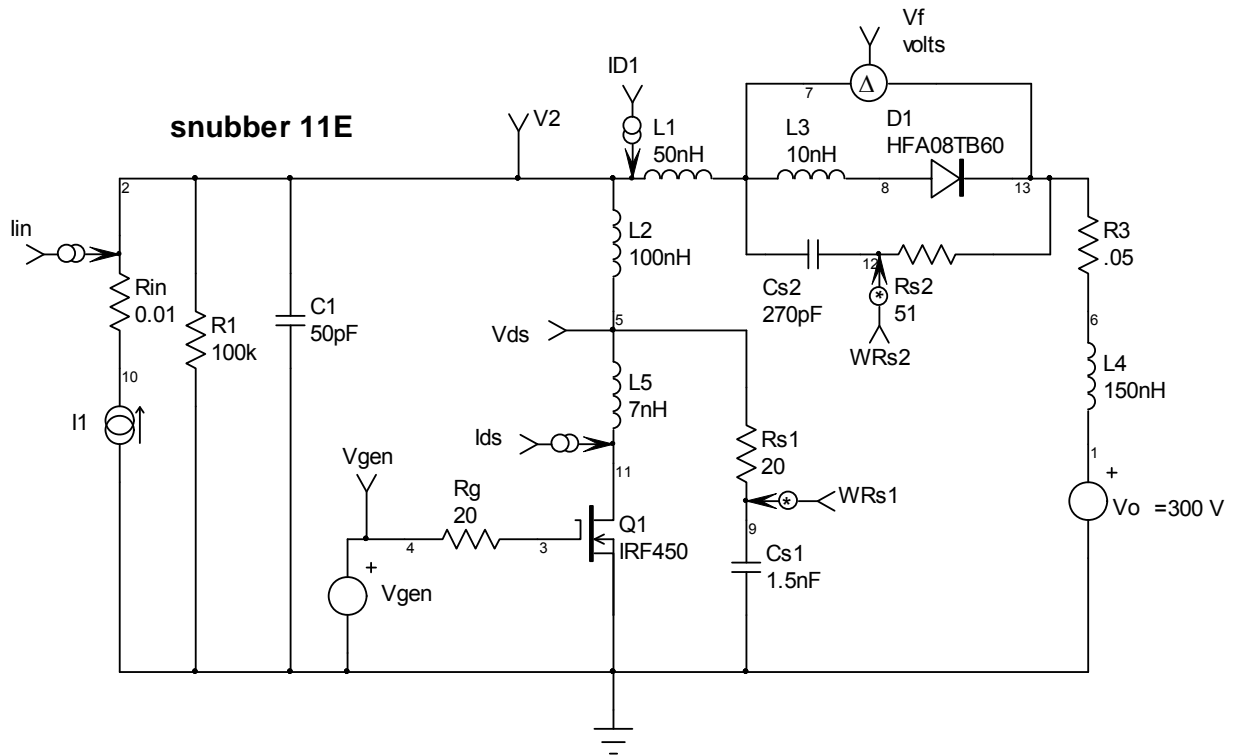 Vf
volts
ID1
7
Δ
D1
HFA08TB60
snubber 11E
V2
L1
50nH
L3
10nH
2
8
13
Iin
L2
100nH
R3
.05
12
Rin
0.01
R1
100k
C1
50pF
Cs2
270pF
*
Rs2
51
WRs2
Vds
5
6
10
I1
L5
7nH
L4
150nH
Ids
Rs1
20
1
+
Vgen
11
Rg
20
*
WRs1
Vo =300 V
4
3
Q1
IRF450
9
+
Vgen
Cs1
1.5nF